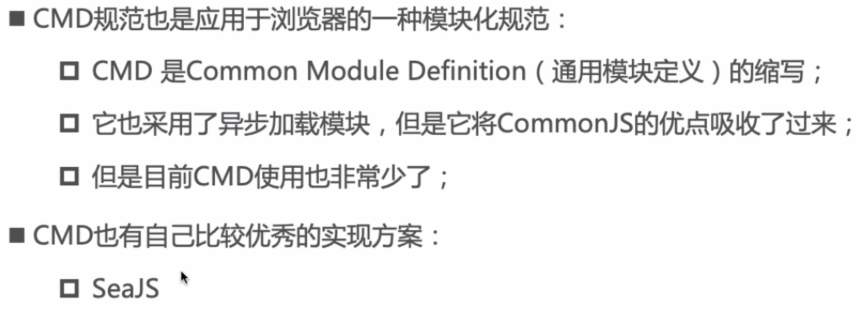 ■ CMD规范也是应用于浏览器的一种模块化规范：
□ CMD 是Common Module Definition（通用模块定义）的缩写；
□ 它也采用了异步加载模块，但是它将CommonJS的优点吸收了过来；
□ 但是目前CMD使用也非常少了；
■ CMD也有自己比较优秀的实现方案：
□ SeaJS